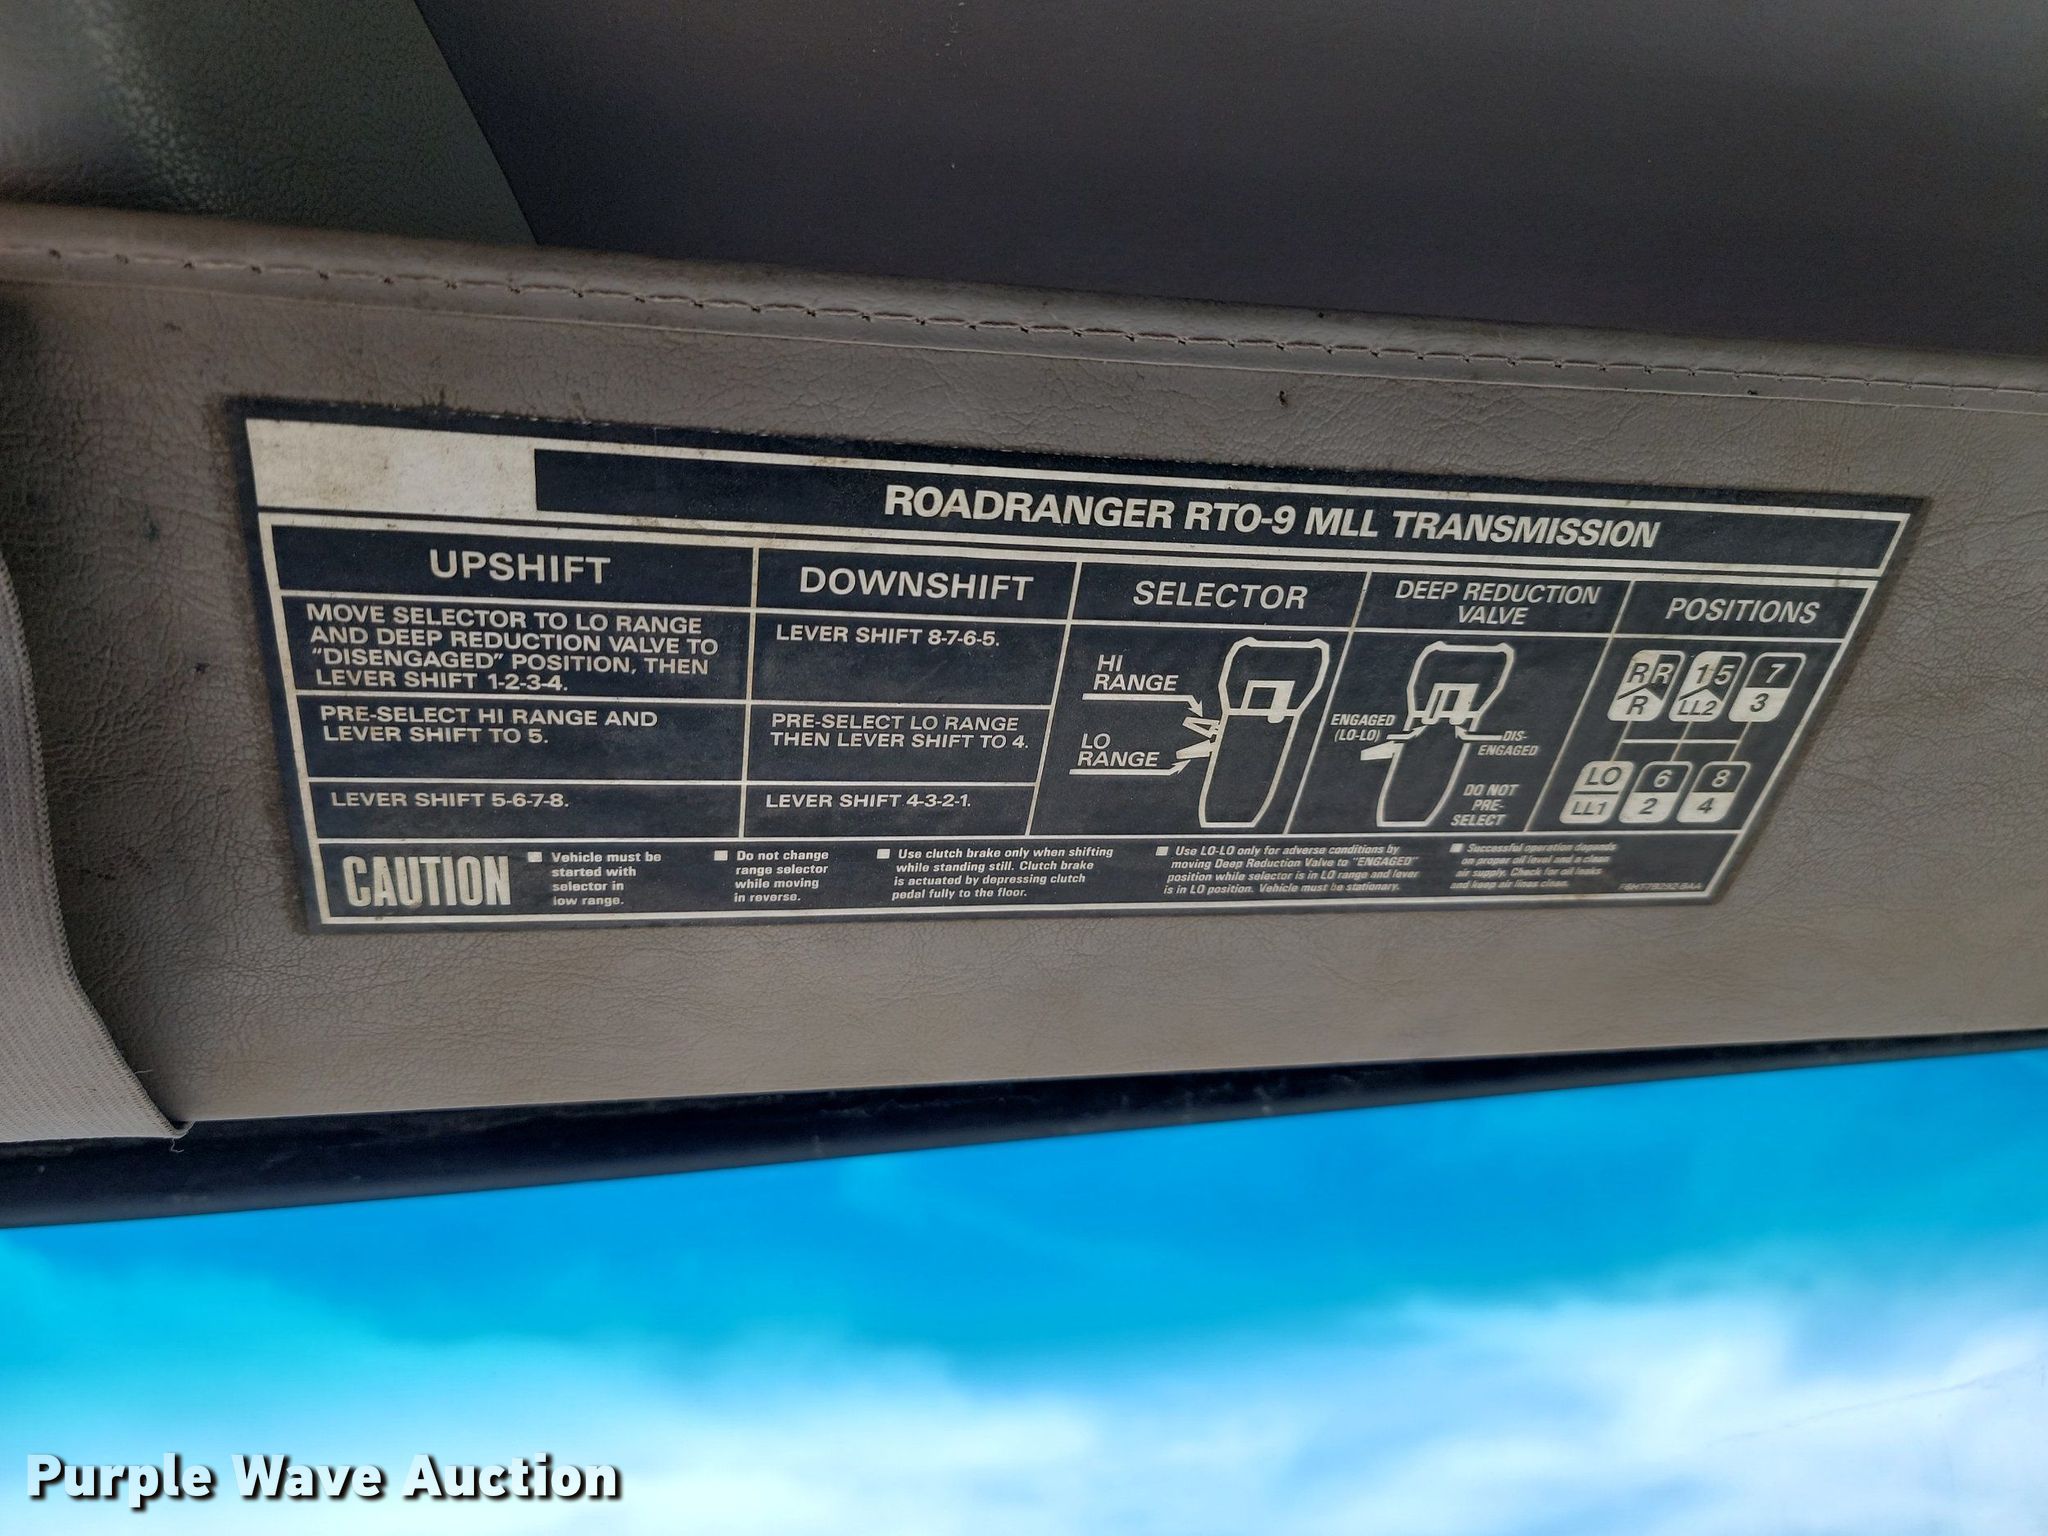 ROADRANGER RTO-9 MLL TRANSMISSION
UPSHIFT
MOVE SELECTOR TO LO RANGE
AND DEEP REDUCTION VALVE TO
"DISENGAGED" POSITION, THEN
LEVER SHIFT 1-2-3-4.
PRE-SELECT HI RANGE AND
LEVER SHIFT TO 5.
LEVER SHIFT 5-6-7-8.
DOWNSHIFT
LEVER SHIFT 8-7-6-5.
PRE-SELECT LO RANGE
THEN LEVER SHIFT TO 4.
LEVER SHIFT 4-3-2-1.
SELECTOR
HI
RANGE
LO
RANGE
DEEP REDUCTION
VALVE
ENGAGED
(LO-LO)
DIS-
ENGAGED
DO NOT
PRE-
SELECT
POSITIONS
R R 1 5 7
R LL2 3
LO 6 8
LL1 2 4
CAUTION
Vehicle must be
started with
selector in
low range.
Do not change
range selector
while moving
in reverse.
Use clutch brake only when shifting
while standing still. Clutch brake
is actuated by depressing clutch
pedal fully to the floor.
Use LO-LO only for adverse conditions by
moving Deep Reduction Valve to "ENGAGED"
position while selector is in LO range and lever
is in LO position. Vehicle must be stationary.
Successful operation depends
on proper oil level and a clean
air supply. Check for oil leaks
and keep air lines clean.
Purple Wave Auction